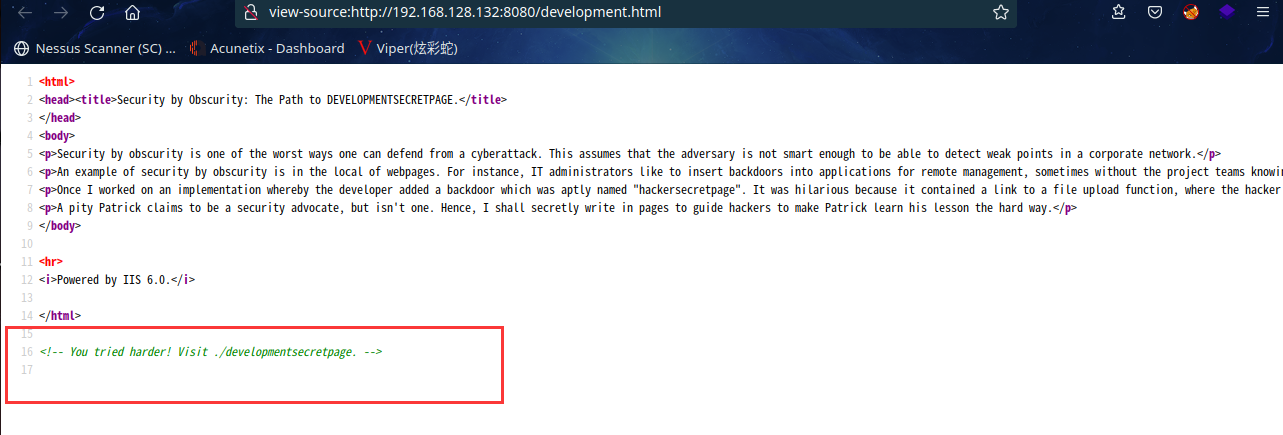 view-source:http://192.168.128.132:8080/development.html
Nessus Scanner (SC) ... Acunetix - Dashboard Viper(炫彩蛇)
1 <html>
2 <head><title>Security by Obscurity: The Path to DEVELOPMENTSECRETPAGE.</title>
3 </head>
4 <body>
5 <p>Security by obscurity is one of the worst ways one can defend from a cyberattack. This assumes that the adversary is not smart enough to be able to detect weak points in a corporate network.</p>
6 <p>An example of security by obscurity is in the local of webpages. For instance, IT administrators like to insert backdoors into applications for remote management, sometimes without the project teams knowin
7 <p>Once I worked on an implementation whereby the developer added a backdoor which was aptly named "hackersecretpage". It was hilarious because it contained a link to a file upload function, where the hacker
8 <p>A pity Patrick claims to be a security advocate, but isn't one. Hence, I shall secretly write in pages to guide hackers to make Patrick learn his lesson the hard way.</p>
9 </body>
10
11 <hr>
12 <i>Powered by IIS 6.0.</i>
13
14 </html>
15
16 <!-- You tried harder! Visit ./developmentsecretpage. -->
17